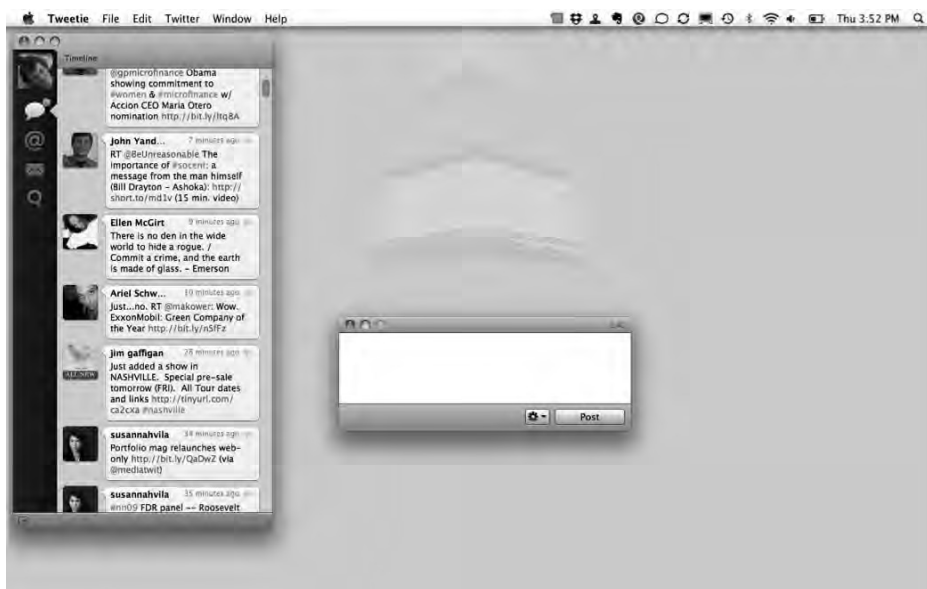 Tweetie File Edit Twitter Window Help
Thu 3:52 PM
Timeline
@gpmicrofinance Obama
showing commitment to
#women & #microfinance w/
Accion CEO Maria Otero
nomination http://bit.ly/ltq8A
John Yand... 7 minutes ago
RT @BeUnreasonable The
importance of #socent: a
message from the man himself
(Bill Drayton - Ashoka): http://
short.to/md1v (15 min. video)
Ellen McGirt 9 minutes ago
There is no den in the wide
world to hide a rogue. /
Commit a crime, and the earth
is made of glass. - Emerson
Ariel Schw... 10 minutes ago
Just...no. RT @makower: Wow.
ExxonMobil: Green Company of
the Year http://bit.ly/nSfFz
jim gaffigan 28 minutes ago
Just added a show in
NASHVILLE. Special pre-sale
tomorrow (FRI). All Tour dates
and links http://tinyurl.com/
ca2cxa #nashville
susannahvila 34 minutes ago
Portfolio mag relaunches web-
only http://bit.ly/QaDwZ (via
@mediatwit)
susannahvila 35 minutes ago
#nn09 FDR panel -- Roosevelt
Post